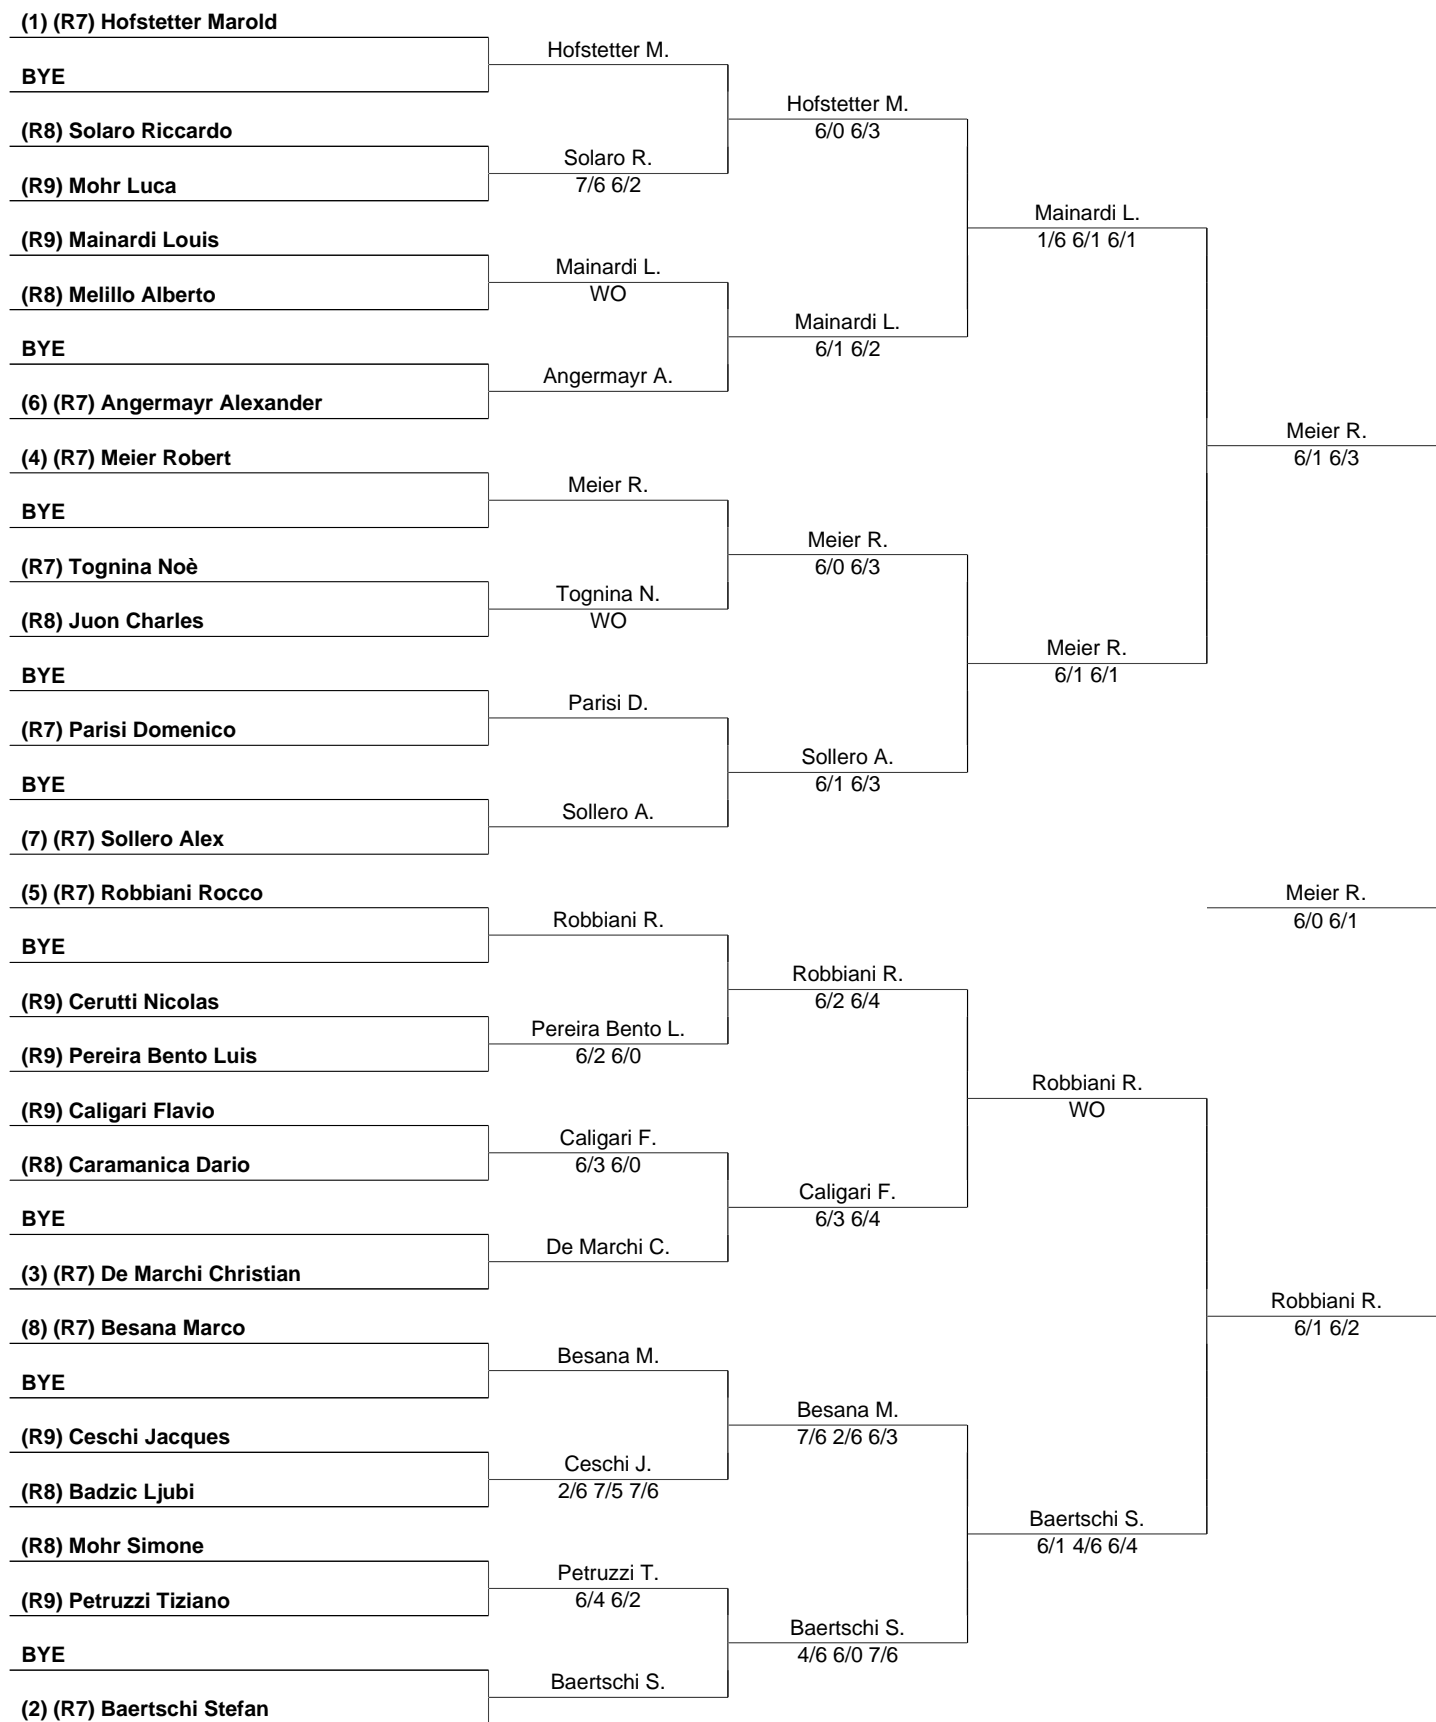 (1) (R7) Hofstetter Marold
BYE
(R8) Solaro Riccardo
(R9) Mohr Luca
(R9) Mainardi Louis
(R8) Melillo Alberto
BYE
(6) (R7) Angermayr Alexander
(4) (R7) Meier Robert
BYE
(R7) Tognina Noè
(R8) Juon Charles
BYE
(R7) Parisi Domenico
BYE
(7) (R7) Sollero Alex
(5) (R7) Robbiani Rocco
BYE
(R9) Cerutti Nicolas
(R9) Pereira Bento Luis
(R9) Caligari Flavio
(R8) Caramanica Dario
BYE
(3) (R7) De Marchi Christian
(8) (R7) Besana Marco
BYE
(R9) Ceschi Jacques
(R8) Badzic Ljubi
(R8) Mohr Simone
(R9) Petruzzi Tiziano
BYE
(2) (R7) Baertschi Stefan
Hofstetter M.
Solaro R.
7/6 6/2
Mainardi L.
WO
Angermayr A.
Meier R.
Tognina N.
WO
Parisi D.
Sollero A.
Robbiani R.
Pereira Bento L.
6/2 6/0
Caligari F.
6/3 6/0
De Marchi C.
Besana M.
Ceschi J.
2/6 7/5 7/6
Petruzzi T.
6/4 6/2
Baertschi S.
Hofstetter M.
6/0 6/3
Mainardi L.
6/1 6/2
Meier R.
6/0 6/3
Sollero A.
6/1 6/3
Robbiani R.
6/2 6/4
Caligari F.
6/3 6/4
Besana M.
7/6 2/6 6/3
Baertschi S.
4/6 6/0 7/6
Mainardi L.
1/6 6/1 6/1
Meier R.
6/1 6/1
Robbiani R.
WO
Baertschi S.
6/1 4/6 6/4
Meier R.
6/1 6/3
Meier R.
6/0 6/1
Robbiani R.
6/1 6/2